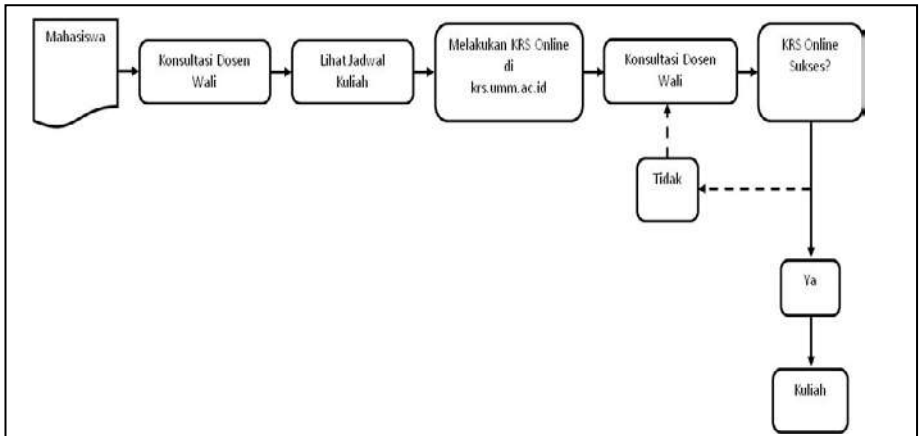 Mahasiswa
Konsultasi Dosen
Wali
Lihat Jadwal
Kuliah
Melakukan KRS Online
di
krs.umm.ac.id
Konsultasi Dosen
Wali
KRS Online
Sukses?
Tidak
Ya
Kuliah